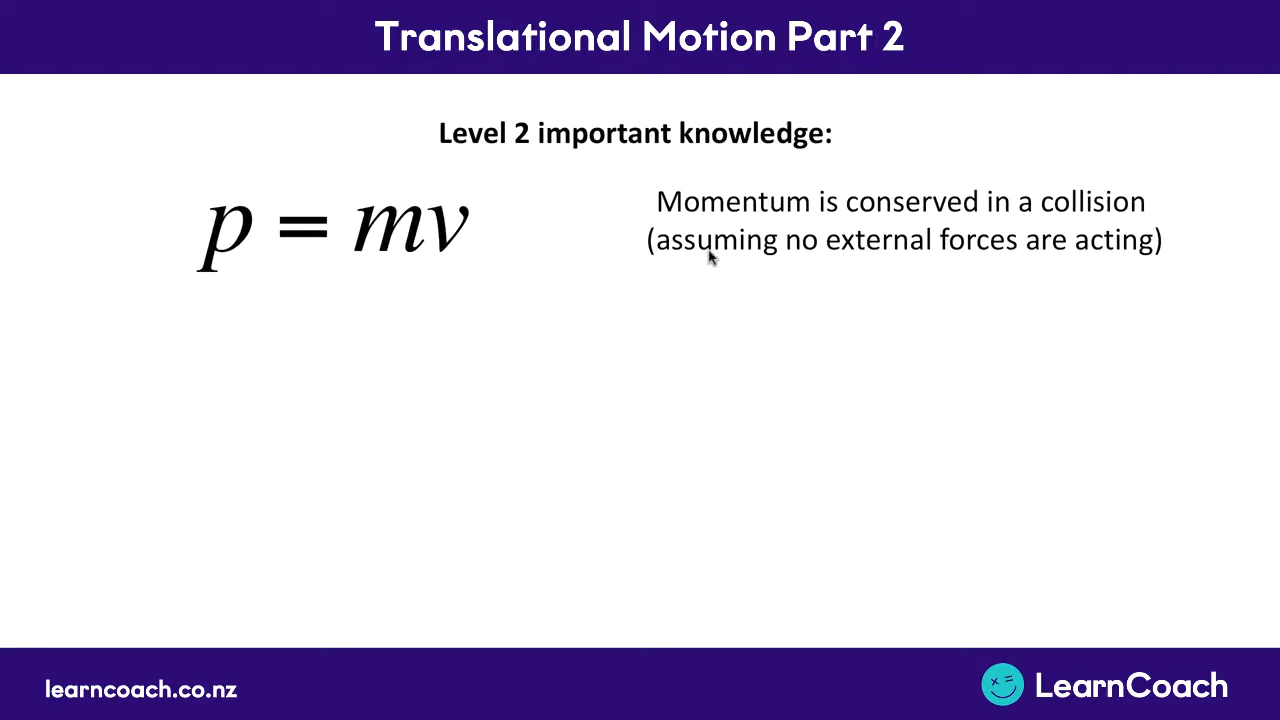 Translational Motion Part 2
Level 2 important knowledge:
p = mv
Momentum is conserved in a collision
(assuming no external forces are acting)
learncoach.co.nz
LearnCoach